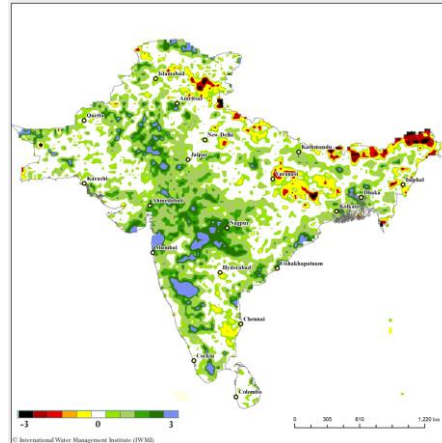 Islamabad
Amritsar
Quetta
New Delhi
Kathmandu
Jaipur
Varanasi
Imphal
Dhaka
Karachi
Ahmedabad
Kolkata
Nagpur
Mumbai
Hyderabad
Vishakhapatnam
Chennai
Cochin
Colombo
-3 0 3
0 305 610 1,220 km
© International Water Management Institute (IWMI)